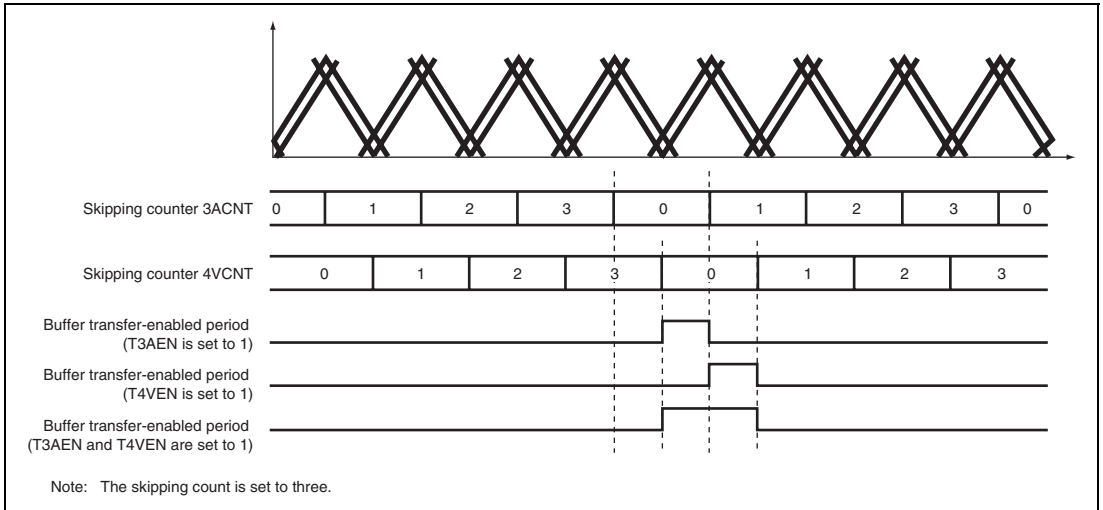 Skipping counter 3ACNT 0 1 2 3 0 1 2 3 0
Skipping counter 4VCNT 0 1 2 3 0 1 2 3
Buffer transfer-enabled period
(T3AEN is set to 1)
Buffer transfer-enabled period
(T4VEN is set to 1)
Buffer transfer-enabled period
(T3AEN and T4VEN are set to 1)
Note: The skipping count is set to three.